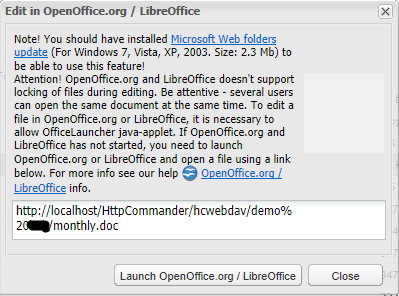 Edit in OpenOffice.org / LibreOffice
Note! You should have installed Microsoft Web folders
update (For Windows 7, Vista, XP, 2003. Size: 2.3 Mb) to
be able to use this feature!
Attention! OpenOffice.org and LibreOffice doesn't support
locking of files during editing. Be attentive - several users
can open the same document at the same time. To edit a
file in OpenOffice.org or LibreOffice, it is necessary to
allow OfficeLauncher java-applet. If OpenOffice.org and
LibreOffice has not started, you need to launch
OpenOffice.org or LibreOffice and open a file using a link
below. For more info see our help OpenOffice.org /
LibreOffice info.
http://localhost/HttpCommander/hcwebdav/demo%
20 /monthly.doc
Launch OpenOffice.org / LibreOffice
Close